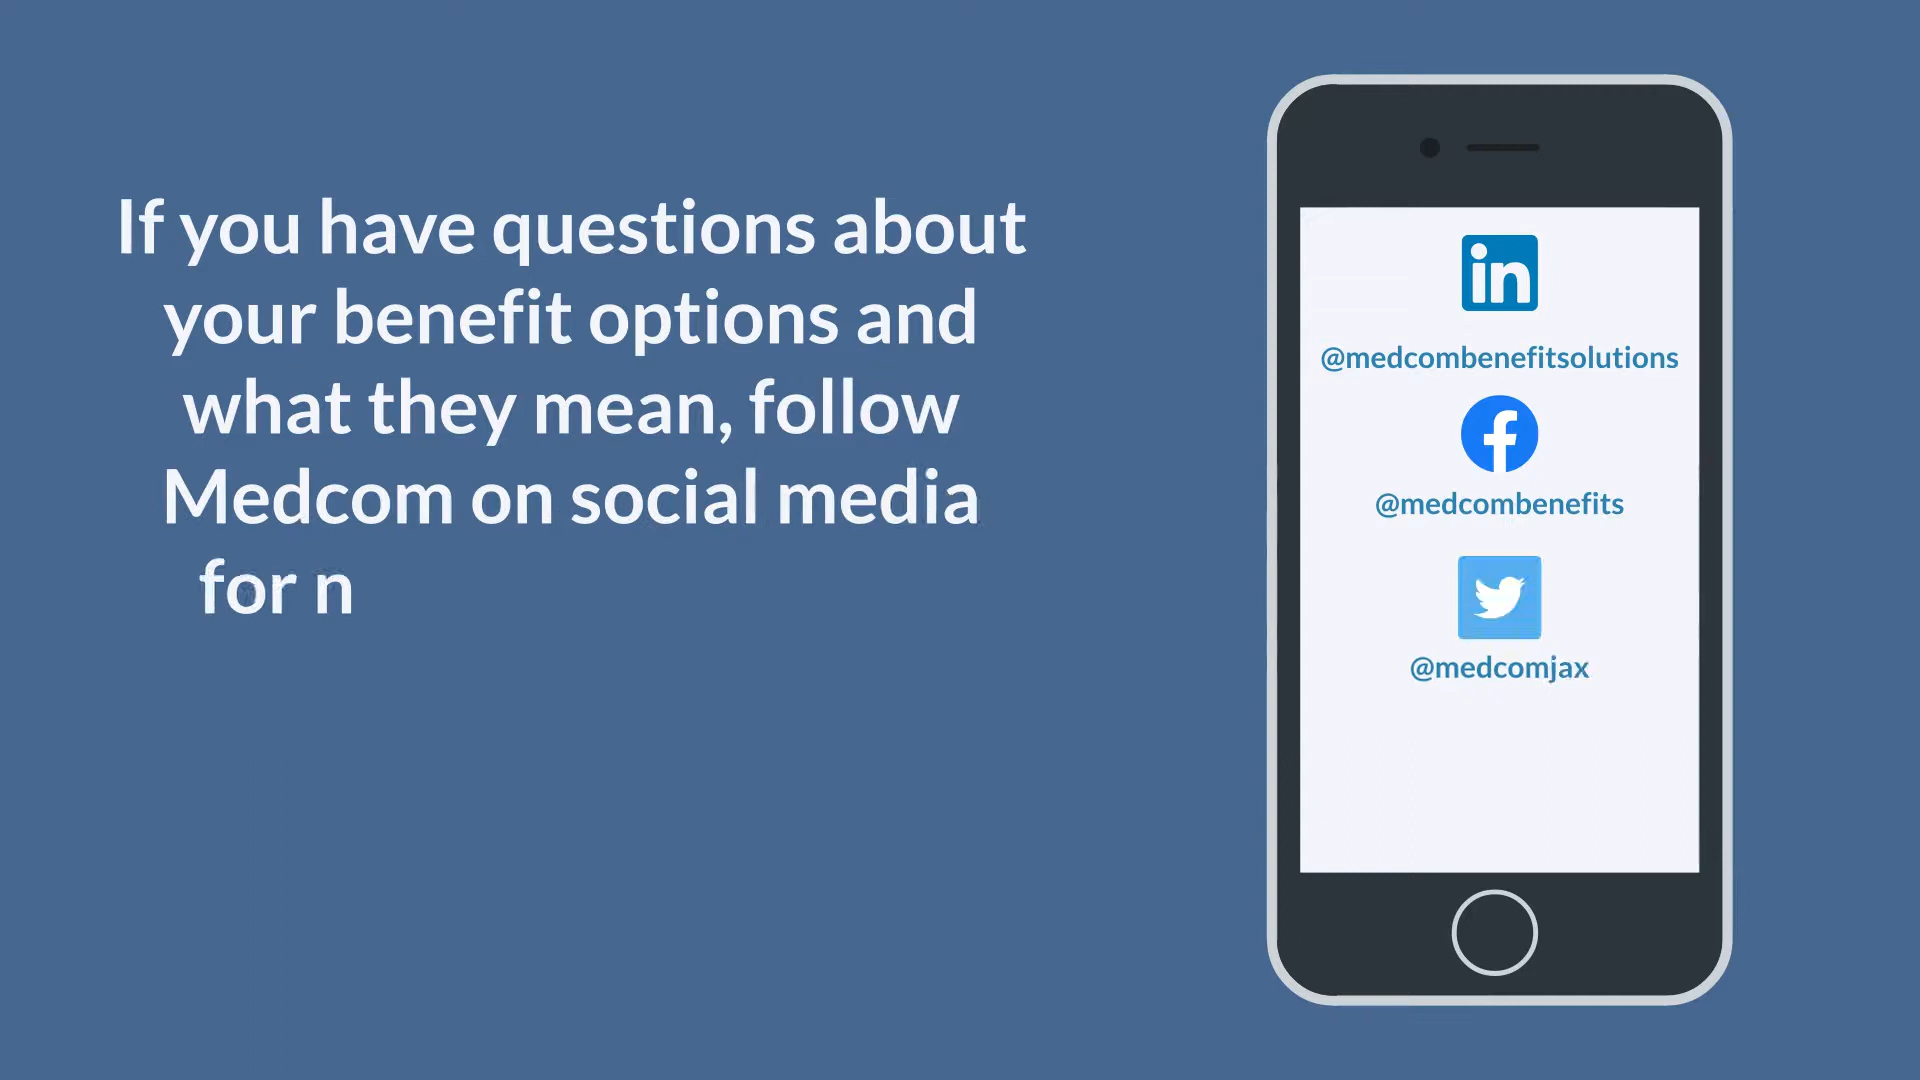 If you have questions about
your benefit options and
what they mean, follow
Medcom on social media
for n
in
@medcombenefitsolutions
f
@medcombenefits
@medcomjax